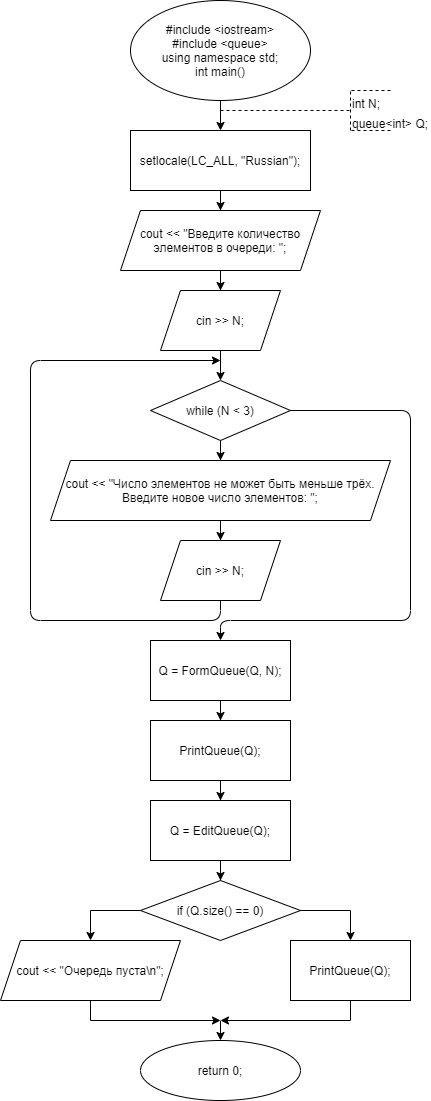 #include <iostream>
#include <queue>
using namespace std;
int main()
int N;
queue<int> Q;
setlocale(LC_ALL, "Russian");
cout << "Введите количество
элементов в очереди: ";
cin >> N;
while (N < 3)
cout << "Число элементов не может быть меньше трёх.
Введите новое число элементов: ";
cin >> N;
Q = FormQueue(Q, N);
PrintQueue(Q);
Q = EditQueue(Q);
if (Q.size() == 0)
cout << "Очередь пуста\n";
PrintQueue(Q);
return 0;